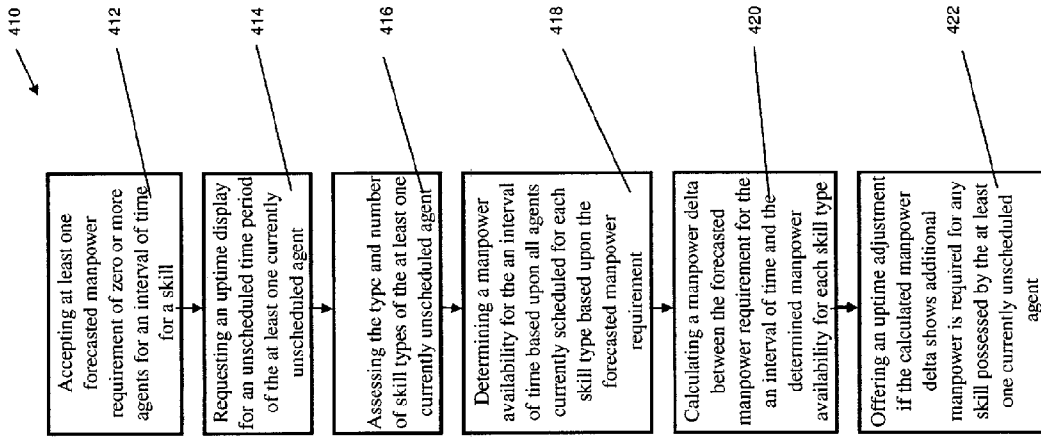 410
Accepting at least one
forecasted manpower
requirement of zero or more
agents for an interval of time
for a skill
412
Requesting an uptime display
for an unscheduled time period
of the at least one currently
unscheduled agent
414
Assessing the type and number
of skill types of the at least one
currently unscheduled agent
416
Determining a manpower
availability for the an interval
of time based upon all agents
currently scheduled for each
skill type based upon the
forecasted manpower
requirement
418
Calculating a manpower delta
between the forecasted
manpower requirement for the
an interval of time and the
determined manpower
availability for each skill type
420
Offering an uptime adjustment
if the calculated manpower
delta shows additional
manpower is required for any
skill possessed by the at least
one currently unscheduled
agent
422